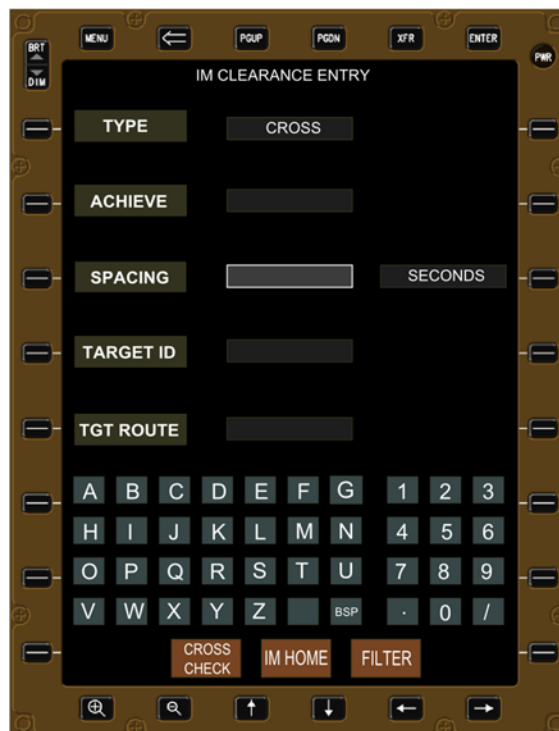 MENU PGUP PGDN XFR ENTER
BRT
DIM
PWR
IM CLEARANCE ENTRY
TYPE CROSS
ACHIEVE
SPACING SECONDS
TARGET ID
TGT ROUTE
A B C D E F G 1 2 3
H I J K L M N 4 5 6
O P Q R S T U 7 8 9
V W X Y Z BSP . 0 /
CROSS
CHECK
IM HOME
FILTER